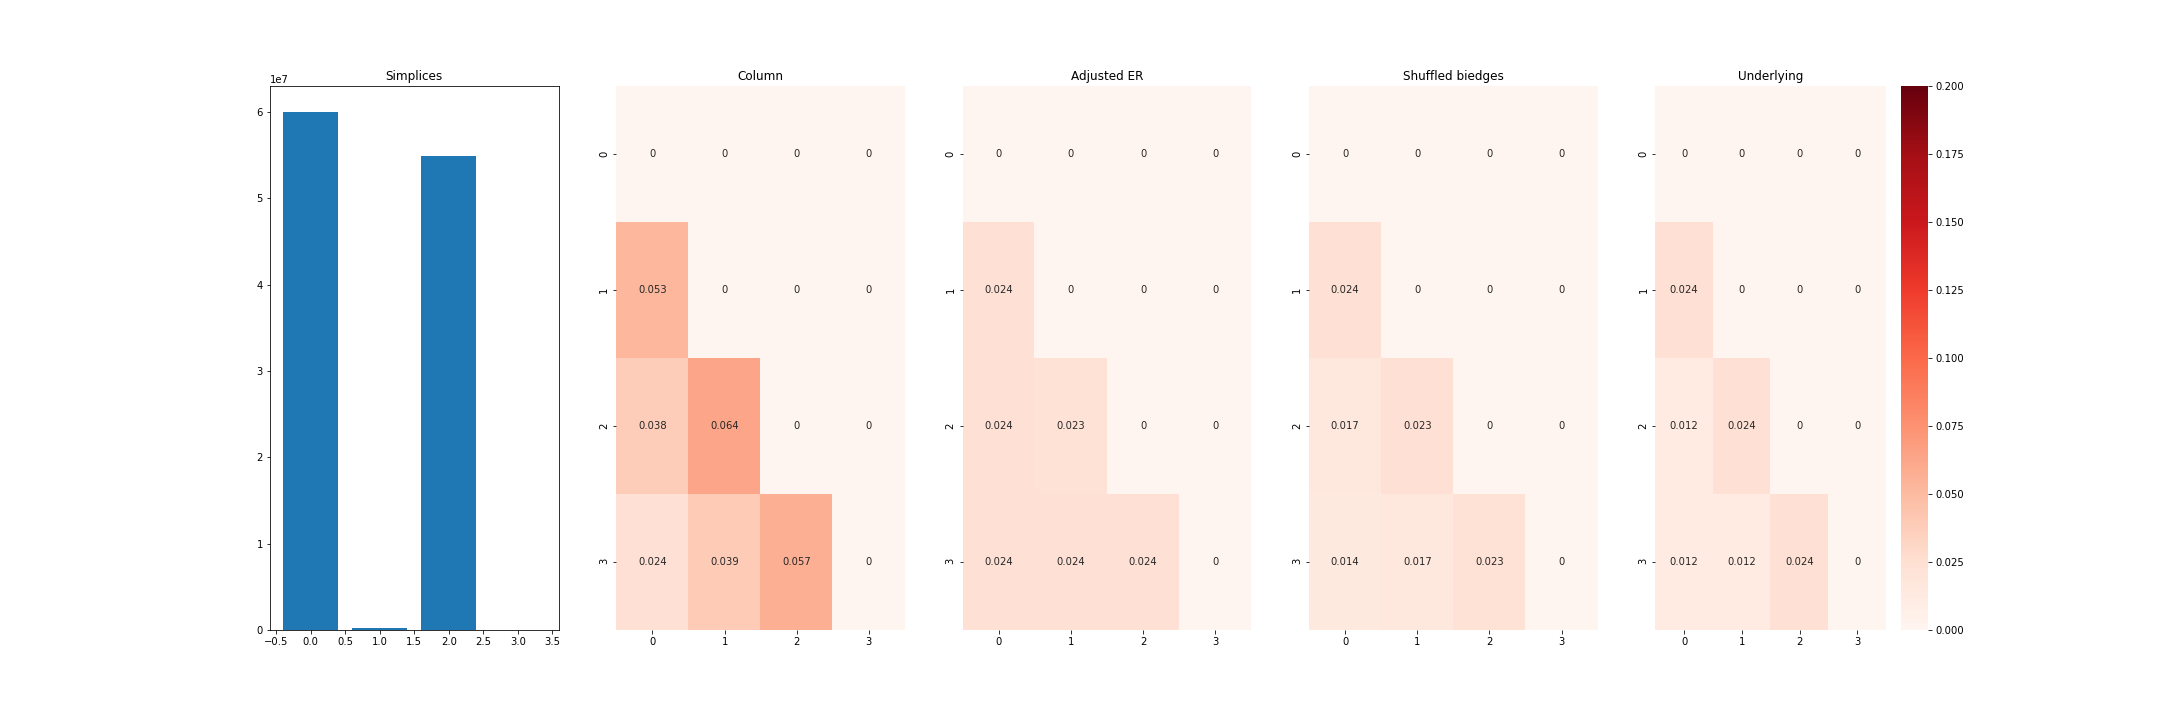 Simplices
1e7
6
5
4
3
2
1
0
−0.5 0.0 0.5 1.0 1.5 2.0 2.5 3.0 3.5
Column
0 0 0 0 0
1 0.053 0 0 0
2 0.038 0.064 0 0
3 0.024 0.039 0.057 0
0 1 2 3
Adjusted ER
0 0 0 0 0
1 0.024 0 0 0
2 0.024 0.023 0 0
3 0.024 0.024 0.024 0
0 1 2 3
Shuffled biedges
0 0 0 0 0
1 0.024 0 0 0
2 0.017 0.023 0 0
3 0.014 0.017 0.023 0
0 1 2 3
Underlying
0 0 0 0 0
1 0.024 0 0 0
2 0.012 0.024 0 0
3 0.012 0.012 0.024 0
0 1 2 3
0.200
0.175
0.150
0.125
0.100
0.075
0.050
0.025
0.000